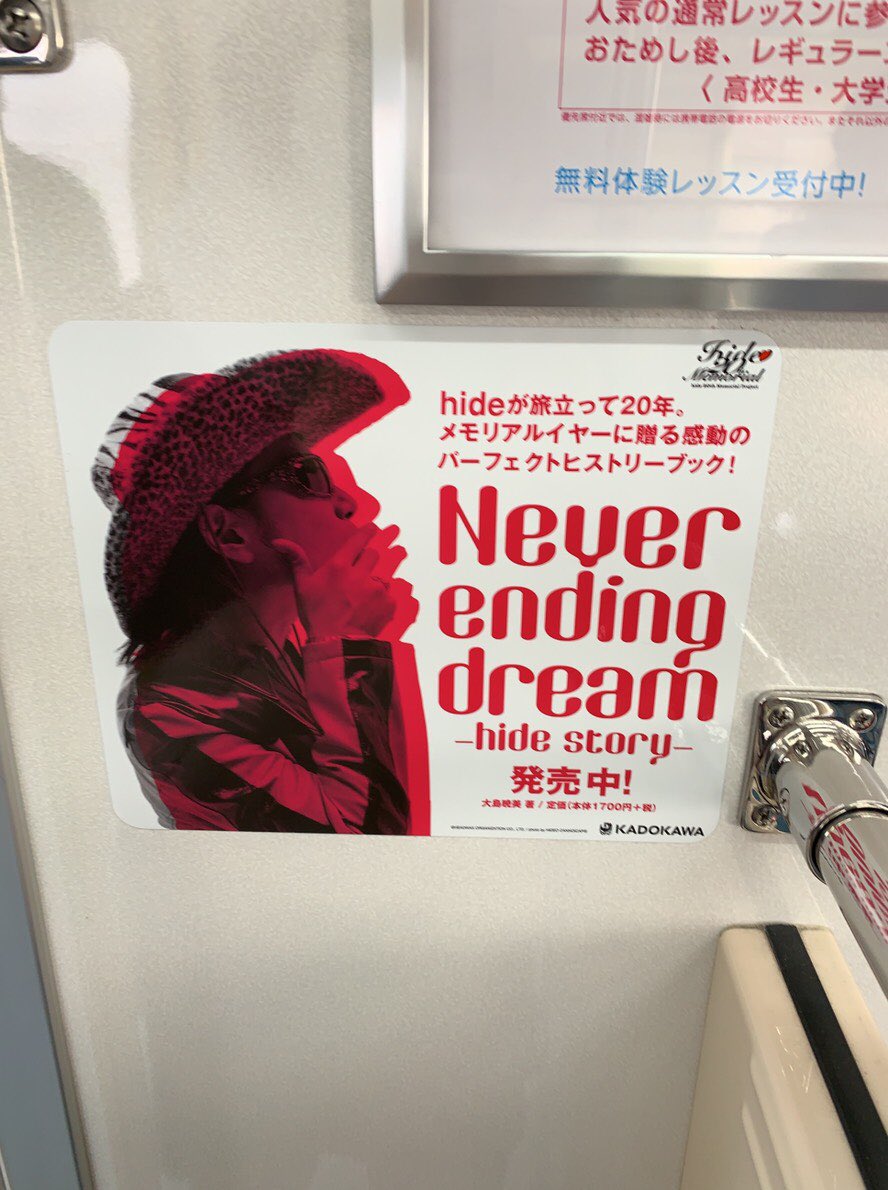 人気の通常レッスンに参
おためし後、レギュラー
〈 高校生・大学
無料体験レッスン受付中!
hide
Memorial
hideが旅立って20年。
メモリアルイヤーに贈る感動の
パーフェクトヒストリーブック!
Never
ending
dream
–hide story–
発売中!
大島暁美 著 / 定価(本体1700円+税)
KADOKAWA